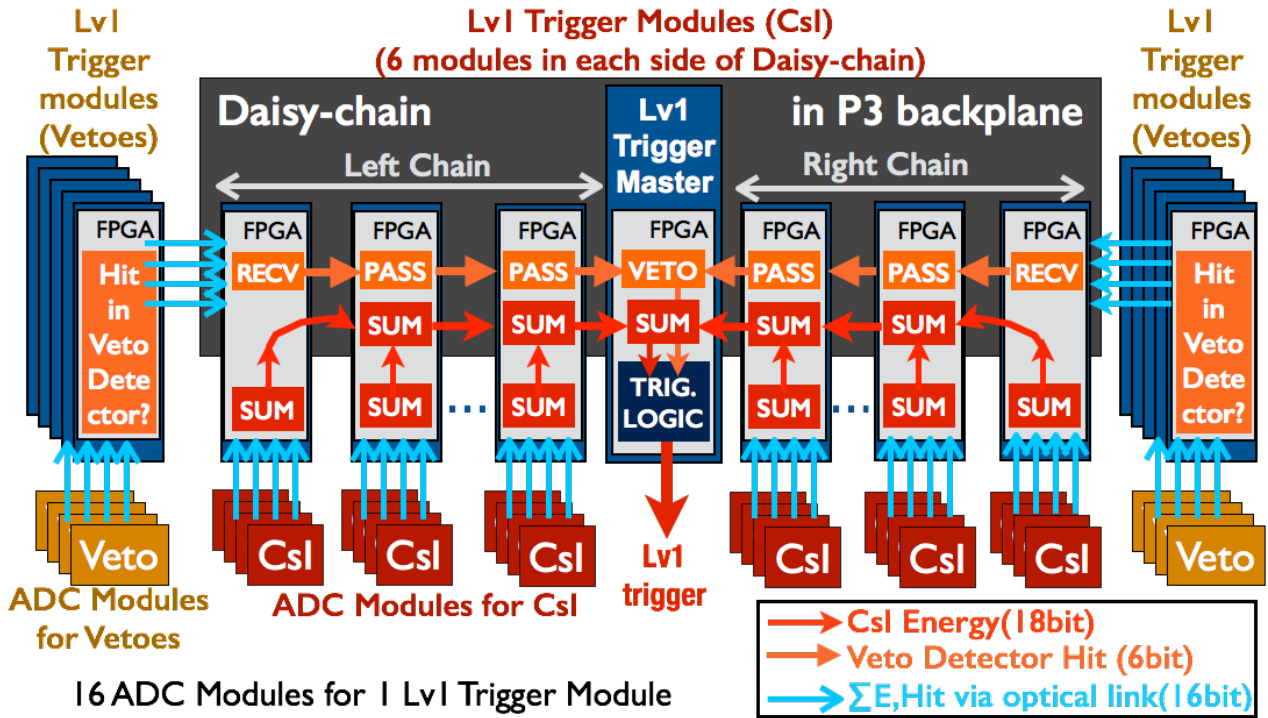 Lv1
Trigger
modules
(Vetoes)
Lv1 Trigger Modules (CsI)
(6 modules in each side of Daisy-chain)
Lv1
Trigger
modules
(Vetoes)
Daisy-chain
Lv1
Trigger
Master
in P3 backplane
Left Chain
Right Chain
FPGA
FPGA
FPGA
FPGA
FPGA
FPGA
FPGA
FPGA
FPGA
Hit
in
Veto
Dete
ctor?
RECV
PASS
PASS
VETO
PASS
PASS
RECV
Hit
in
Veto
Dete
ctor?
SUM
SUM
SUM
SUM
SUM
SUM
SUM
SUM
....
SUM
TRIG.
LOGIC
SUM
....
SUM
SUM
Veto
CsI
CsI
CsI
Lv1
trigger
CsI
CsI
CsI
Veto
ADC Modules
for Vetoes
ADC Modules for CsI
CsI Energy(18bit)
Veto Detector Hit (6bit)
∑E,Hit via optical link(16bit)
16 ADC Modules for 1 Lv1 Trigger Module